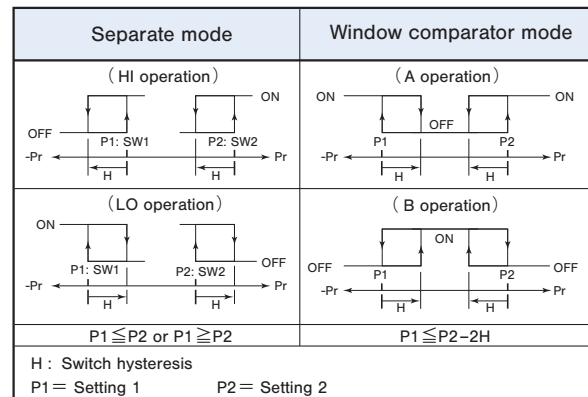 Separate mode
Window comparator mode
(HI operation)
ON
OFF
P1: SW1
P2: SW2
-Pr
Pr
H
H
(A operation)
ON
ON
OFF
P1
P2
-Pr
Pr
H
H
(LO operation)
ON
P1: SW1
P2: SW2
OFF
-Pr
Pr
H
H
(B operation)
ON
OFF
OFF
P1
P2
-Pr
Pr
H
H
P1≦P2 or P1≧P2
P1≦P2−2H
H : Switch hysteresis
P1= Setting 1 P2= Setting 2